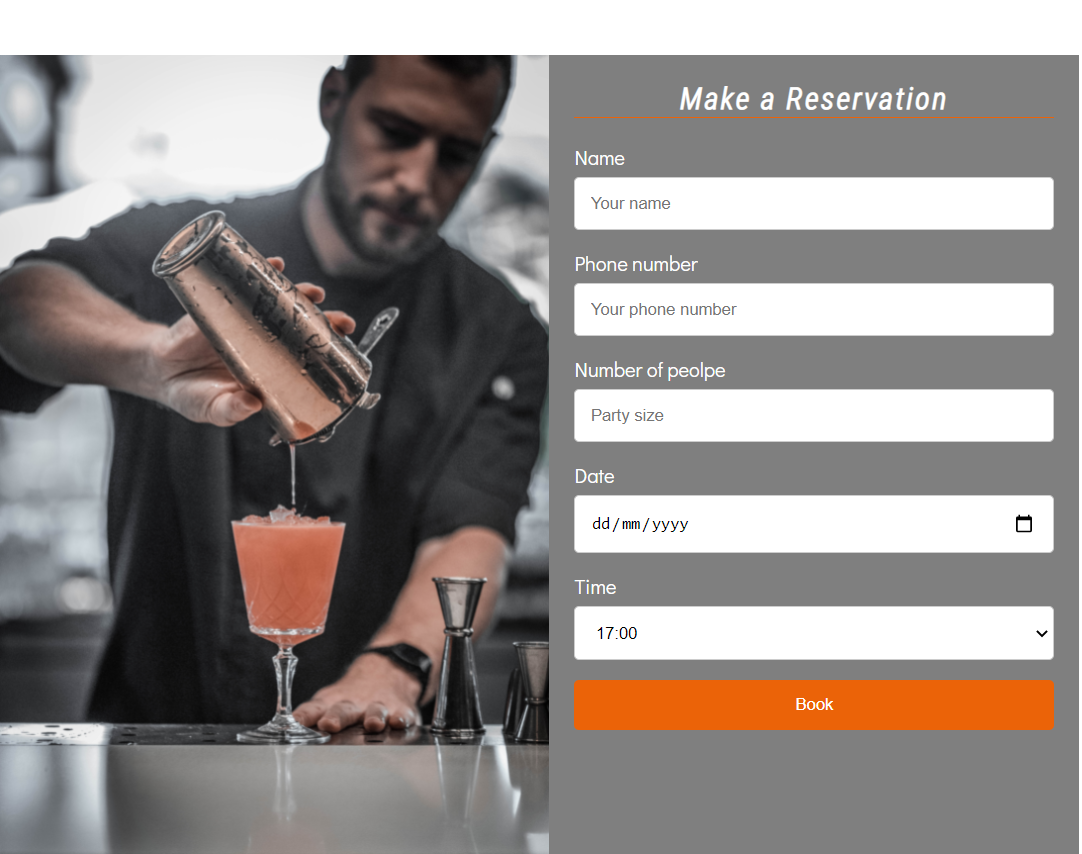 Make a Reservation
Name
Your name
Phone number
Your phone number
Number of peolpe
Party size
Date
dd/mm/yyyy
Time
17:00
Book